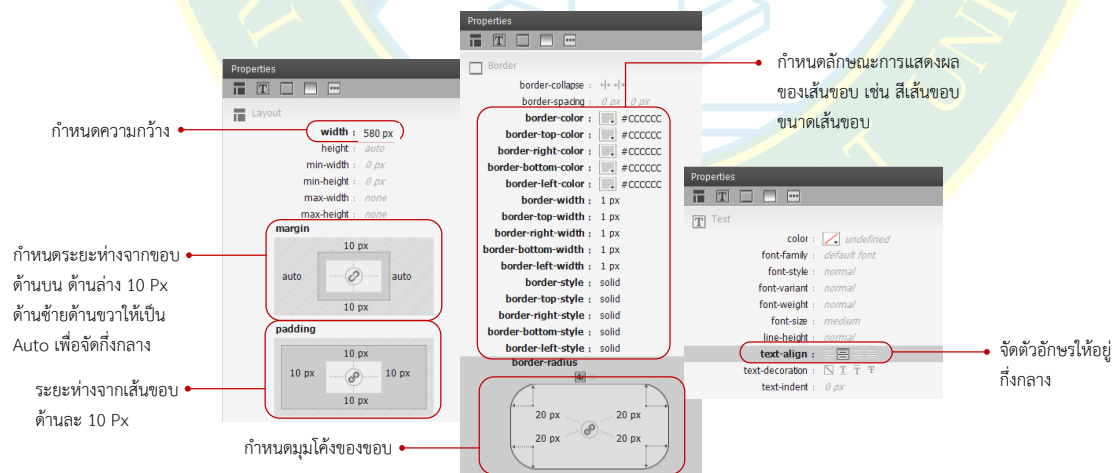 กำหนดความกว้าง
กำหนดระยะห่างจากขอบ
ด้านบน ด้านล่าง 10 Px
ด้านซ้ายด้านขวาให้เป็น
Auto เพื่อจัดกึ่งกลาง
ระยะห่างจากเส้นขอบ
ด้านละ 10 Px
Properties
Layout
width : 580 px
height : auto
min-width : 0 px
min-height : 0 px
max-width : none
max-height : none
margin
10 px
auto auto
10 px
padding
10 px
10 px 10 px
10 px
กำหนดมุมโค้งของขอบ
Properties
T
Border
border-collapse :
border-spacing : 0 px 0 px
border-color : #CCCCCC
border-top-color : #CCCCCC
border-right-color : #CCCCCC
border-bottom-color : #CCCCCC
border-left-color : #CCCCCC
border-width : 1 px
border-top-width : 1 px
border-right-width : 1 px
border-bottom-width : 1 px
border-left-width : 1 px
border-style : solid
border-top-style : solid
border-right-style : solid
border-bottom-style : solid
border-left-style : solid
border-radius
20 px 20 px
20 px 20 px
กำหนดลักษณะการแสดงผล
ของเส้นขอบ เช่น สีเส้นขอบ
ขนาดเส้นขอบ
Properties
T
Text
color : undefined
font-family : default font
font-style : normal
font-variant : normal
font-weight : normal
font-size : medium
line-height : normal
text-align :
text-decoration :
text-indent : 0 px
จัดตัวอักษรให้อยู่
กึ่งกลาง